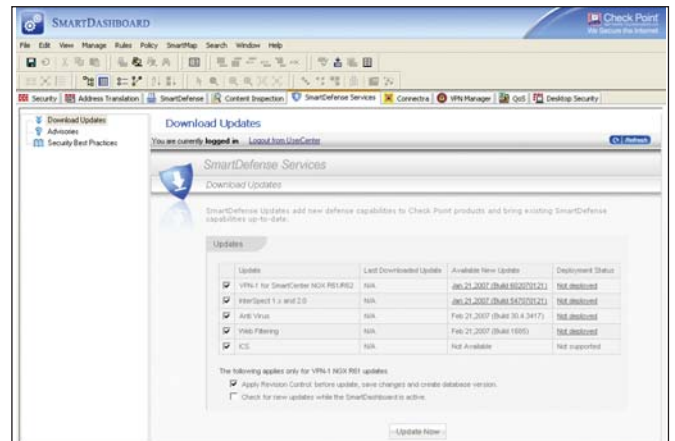 SMARTDASHBOARD
Check Point
We Secure the Internet
File Edit View Manage Rules Policy SmartMap Search Window Help
Security Address Translation SmartDefense Content Inspection SmartDefense Services Connectra VPN Manager QoS Desktop Security
Download Updates
Advisories
Security Best Practices
Download Updates
You are currently logged in Logout from UserCenter
Refresh
SmartDefense Services
Download Updates
SmartDefense Updates add new defense capabilities to Check Point products and bring existing SmartDefense
capabilities up-to-date.
Updates
Update Last Downloaded Update Available New Update Deployment Status
VPN-1 for SmartCenter NGX R61/R62 N/A Jan 21,2007 (Build 602070121) Not deployed
InterSpect 1.x and 2.0 N/A Jan 21,2007 (Build 547070121) Not deployed
Anti Virus N/A Feb 21,2007 (Build 30.4.3417) Not deployed
Web Filtering N/A Feb 21,2007 (Build 1685) Not deployed
ICS N/A Not Available Not supported
The following applies only for VPN-1 NGX R61 updates
Apply Revision Control: before update, save changes and create database version.
Check for new updates while the SmartDashboard is active.
Update Now